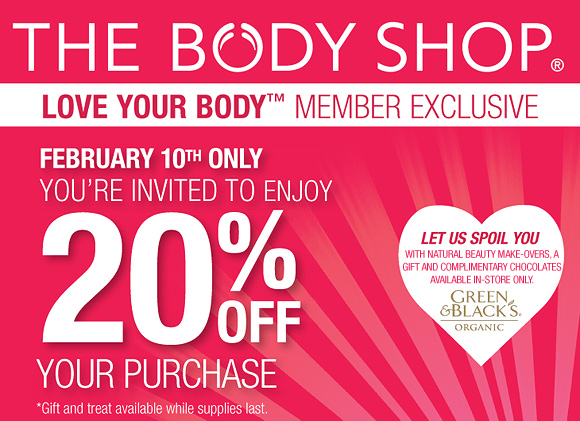 THE BODY SHOP®
LOVE YOUR BODY™ MEMBER EXCLUSIVE
FEBRUARY 10TH ONLY
YOU'RE INVITED TO ENJOY
20% OFF
YOUR PURCHASE
*Gift and treat available while supplies last.
LET US SPOIL YOU
WITH NATURAL BEAUTY MAKE-OVERS, A
GIFT AND COMPLIMENTARY CHOCOLATES
AVAILABLE IN-STORE ONLY.
GREEN
&BLACK'S®
ORGANIC